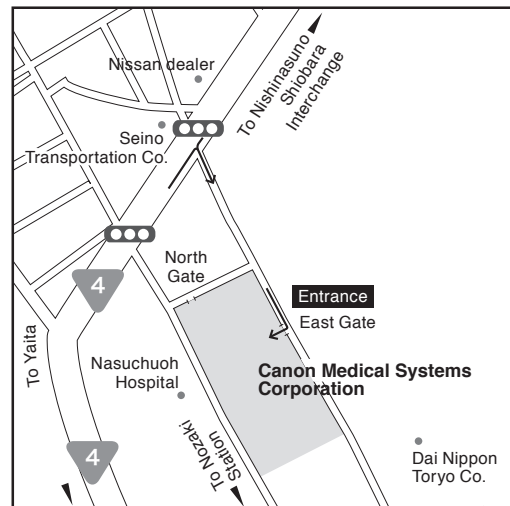 Nissan dealer
To Nishinasuno
Shiobara
Interchange
Seino
Transportation Co.
North
Gate
4
Entrance
East Gate
To Yaita
Nasuchuoh
Hospital
Canon Medical Systems
Corporation
To Nozaki
Station
4
Dai Nippon
Toryo Co.